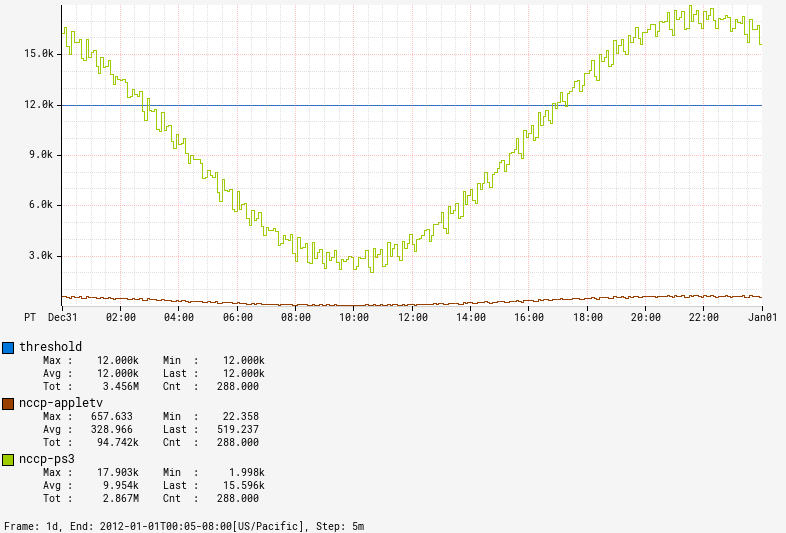 15.0k
12.0k
9.0k
6.0k
3.0k
PT Dec31 02:00 04:00 06:00 08:00 10:00 12:00 14:00 16:00 18:00 20:00 22:00 Jan01
threshold
Max : 12.000k Min : 12.000k
Avg : 12.000k Last : 12.000k
Tot : 3.456M Cnt : 288.000
nccp-appletv
Max : 657.633 Min : 22.358
Avg : 328.966 Last : 519.237
Tot : 94.742k Cnt : 288.000
nccp-ps3
Max : 17.903k Min : 1.998k
Avg : 9.954k Last : 15.596k
Tot : 2.867M Cnt : 288.000
Frame: 1d, End: 2012-01-01T00:05-08:00[US/Pacific], Step: 5m